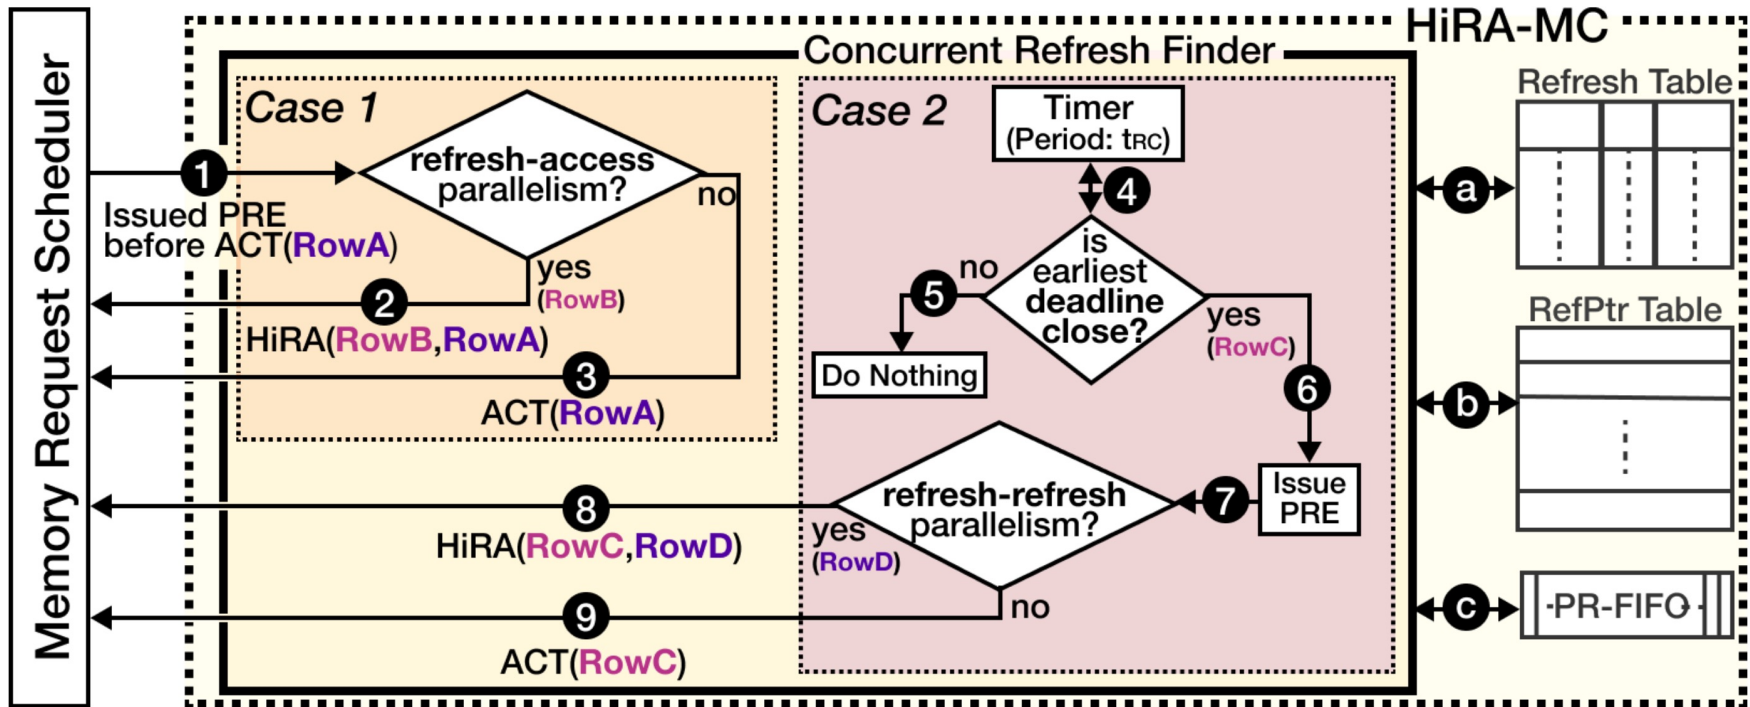 HiRA-MC
Concurrent Refresh Finder
Memory Request Scheduler
Case 1
refresh-access
parallelism?
no
1
Issued PRE
before ACT(RowA)
yes
(RowB)
2
HiRA(RowB,RowA)
3
ACT(RowA)
Case 2
Timer
(Period: tRC)
4
is
earliest
deadline
close?
no
5
Do Nothing
yes
(RowC)
6
Issue
PRE
7
refresh-refresh
parallelism?
yes
(RowD)
8
HiRA(RowC,RowD)
no
9
ACT(RowC)
Refresh Table
a
RefPtr Table
b
PR-FIFO
c